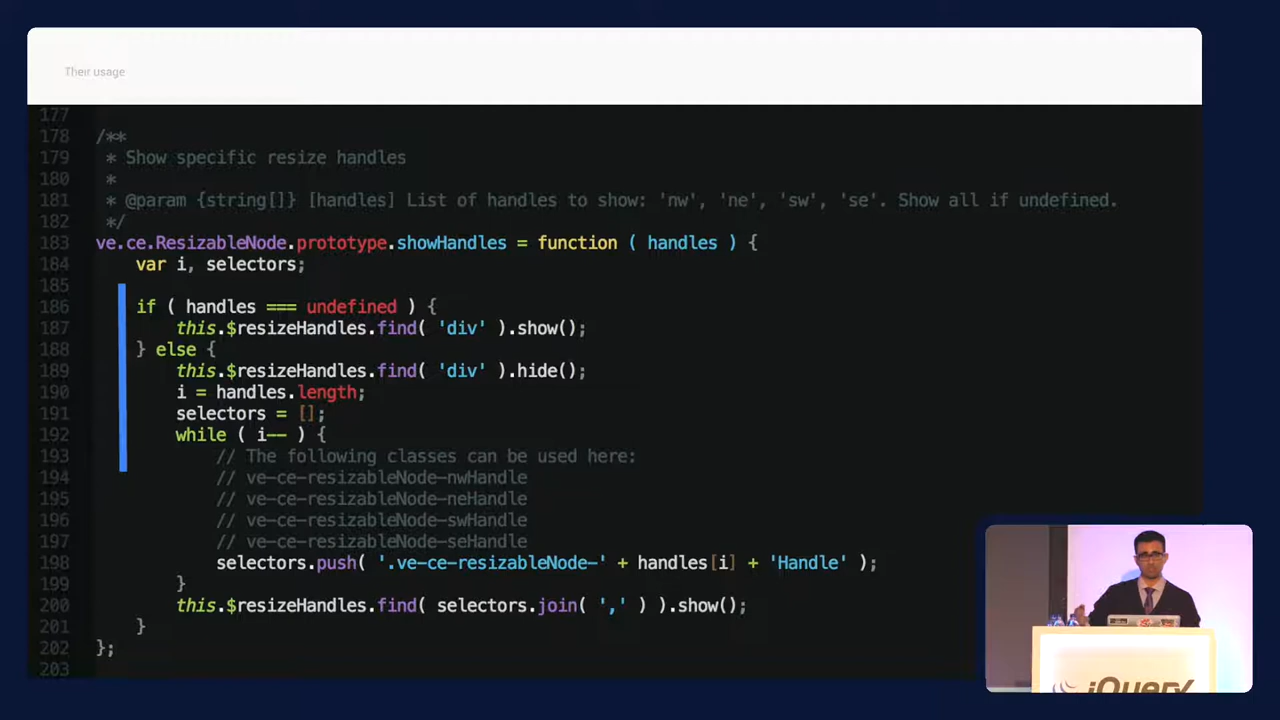 Their usage
177
178 /**
179 * Show specific resize handles
180 *
181 * @param {string[]} [handles] List of handles to show: 'nw', 'ne', 'sw', 'se'. Show all if undefined.
182 */
183 ve.ce.ResizableNode.prototype.showHandles = function ( handles ) {
184 var i, selectors;
185
186 if ( handles === undefined ) {
187 this.$resizeHandles.find( 'div' ).show();
188 } else {
189 this.$resizeHandles.find( 'div' ).hide();
190 i = handles.length;
191 selectors = [];
192 while ( i-- ) {
193 // The following classes can be used here:
194 // ve-ce-resizableNode-nwHandle
195 // ve-ce-resizableNode-neHandle
196 // ve-ce-resizableNode-swHandle
197 // ve-ce-resizableNode-seHandle
198 selectors.push( '.ve-ce-resizableNode-' + handles[i] + 'Handle' );
199 }
200 this.$resizeHandles.find( selectors.join( ',' ) ).show();
201 }
202 };
203
jQuery